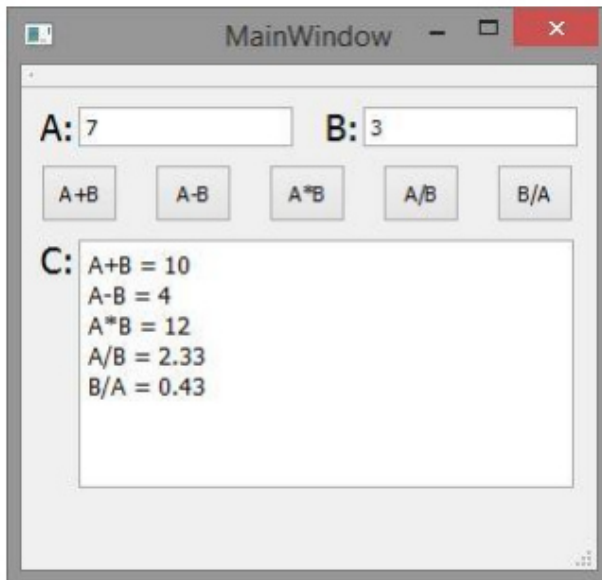 MainWindow
A: 7 B: 3
A+B A-B A*B A/B B/A
C:
A+B = 10
A-B = 4
A*B = 12
A/B = 2.33
B/A = 0.43